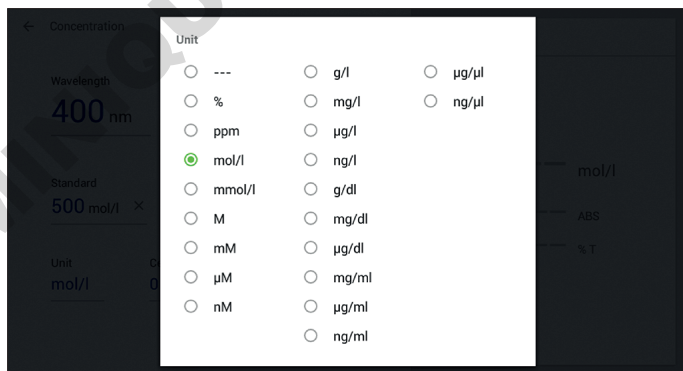 Concentration
Unit
Wavelength
400 nm
Standard
500 mol/l ×
Unit
mol/l
0
---
%
ppm
mol/l
mmol/l
M
mM
µM
nM
g/l
mg/l
µg/l
ng/l
g/dl
mg/dl
µg/dl
mg/ml
µg/ml
ng/ml
µg/µl
ng/µl
mol/l
ABS
% T